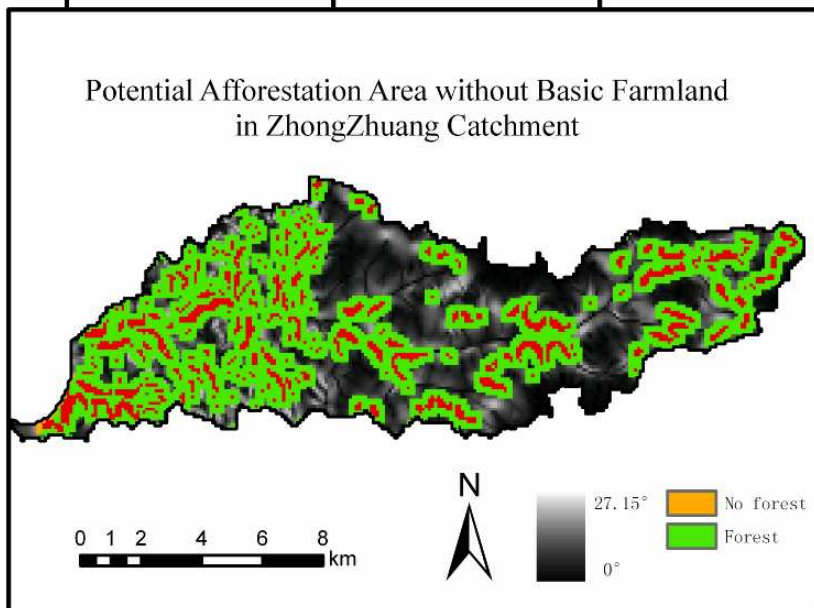 Potential Afforestation Area without Basic Farmland
in ZhongZhuang Catchment
N
0 1 2 4 6 8
km
27.15°
0°
No forest
Forest